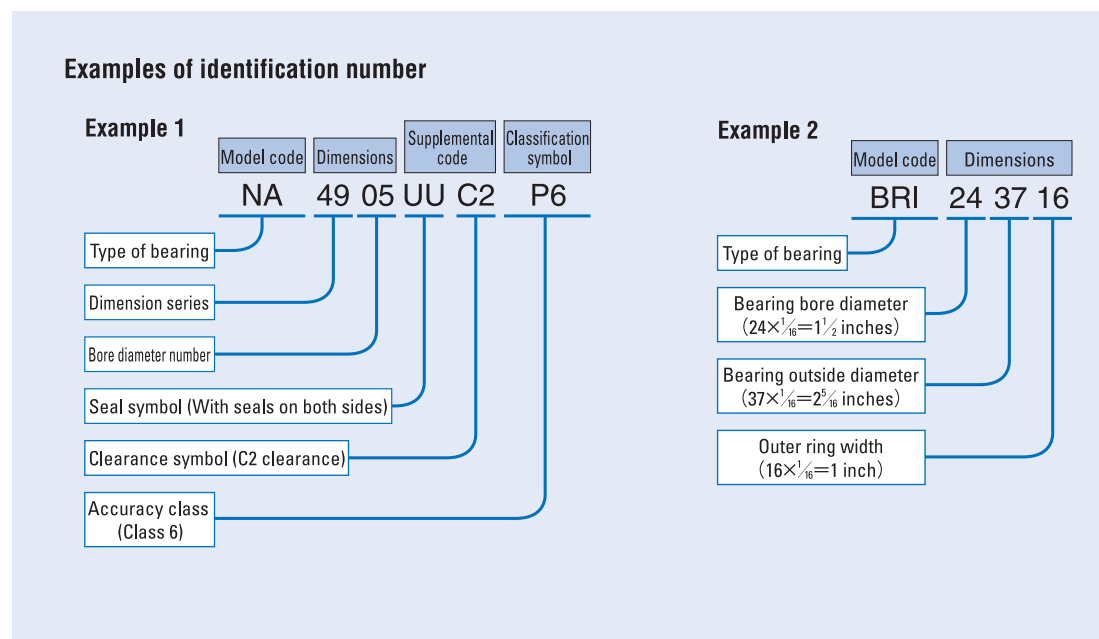 Examples of identification number
Example 1
Model code
Dimensions
Supplemental
code
Classification
symbol
NA 49 05 UU C2 P6
Type of bearing
Dimension series
Bore diameter number
Seal symbol (With seals on both sides)
Clearance symbol (C2 clearance)
Accuracy class
(Class 6)
Example 2
Model code
Dimensions
BRI 24 37 16
Type of bearing
Bearing bore diameter
(24×1/16=1 1/2 inches)
Bearing outside diameter
(37×1/16=2 5/16 inches)
Outer ring width
(16×1/16=1 inch)